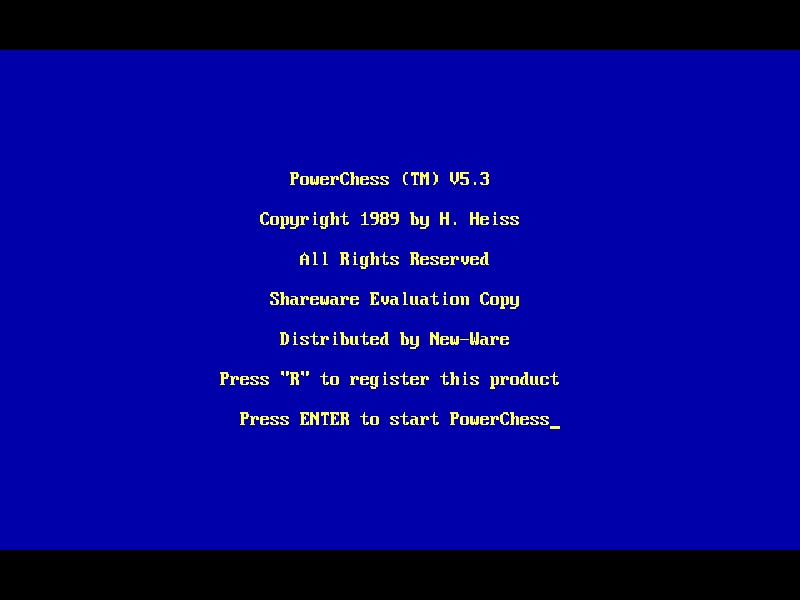 PowerChess (TM) V5.3
Copyright 1989 by H. Heiss
All Rights Reserved
Shareware Evaluation Copy
Distributed by New-Ware
Press "R" to register this product
Press ENTER to start PowerChess_